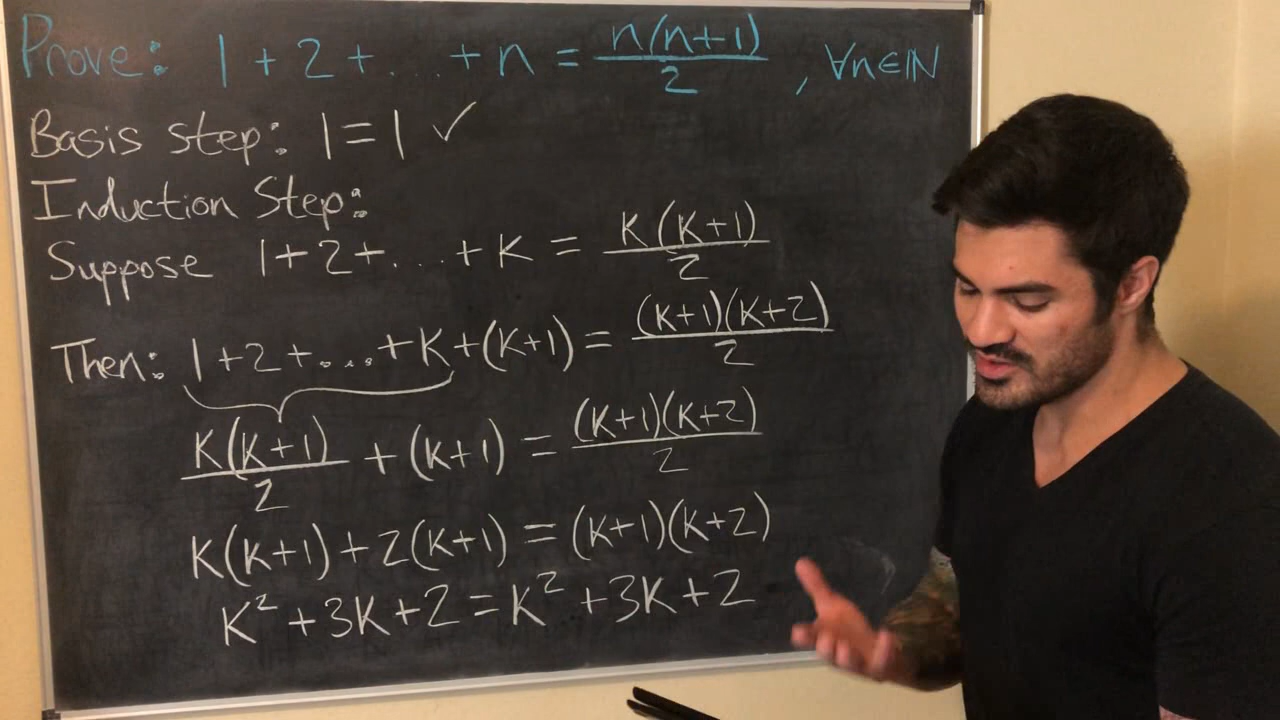 Prove: 1 + 2 + . . . + n = n(n+1)/2 , ∀n∈ℕ
Basis step: 1 = 1 ✓
Induction Step:
Suppose 1 + 2 + . . . + K = K(K+1)/2
Then: 1 + 2 + . . . + K + (K+1) = (K+1)(K+2)/2
K(K+1)/2 + (K+1) = (K+1)(K+2)/2
K(K+1) + 2(K+1) = (K+1)(K+2)
K² + 3K + 2 = K² + 3K + 2